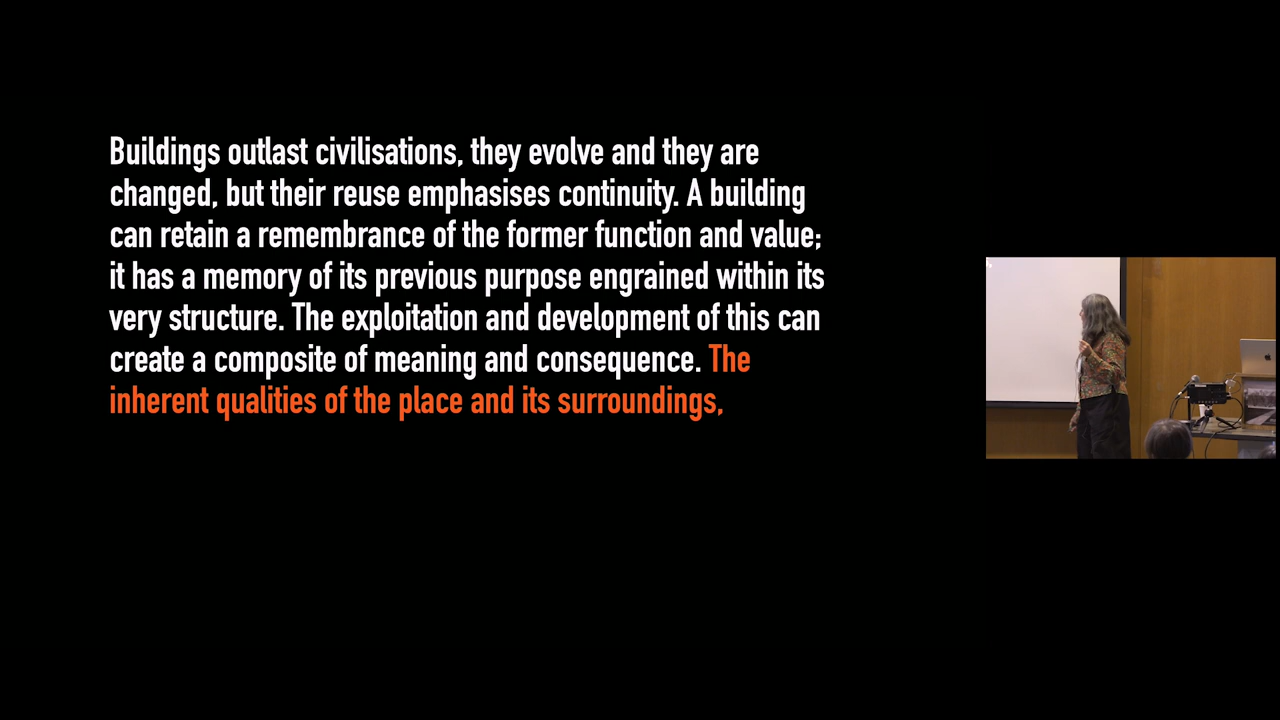 Buildings outlast civilisations, they evolve and they are
changed, but their reuse emphasises continuity. A building
can retain a remembrance of the former function and value;
it has a memory of its previous purpose engrained within its
very structure. The exploitation and development of this can
create a composite of meaning and consequence. The
inherent qualities of the place and its surroundings,